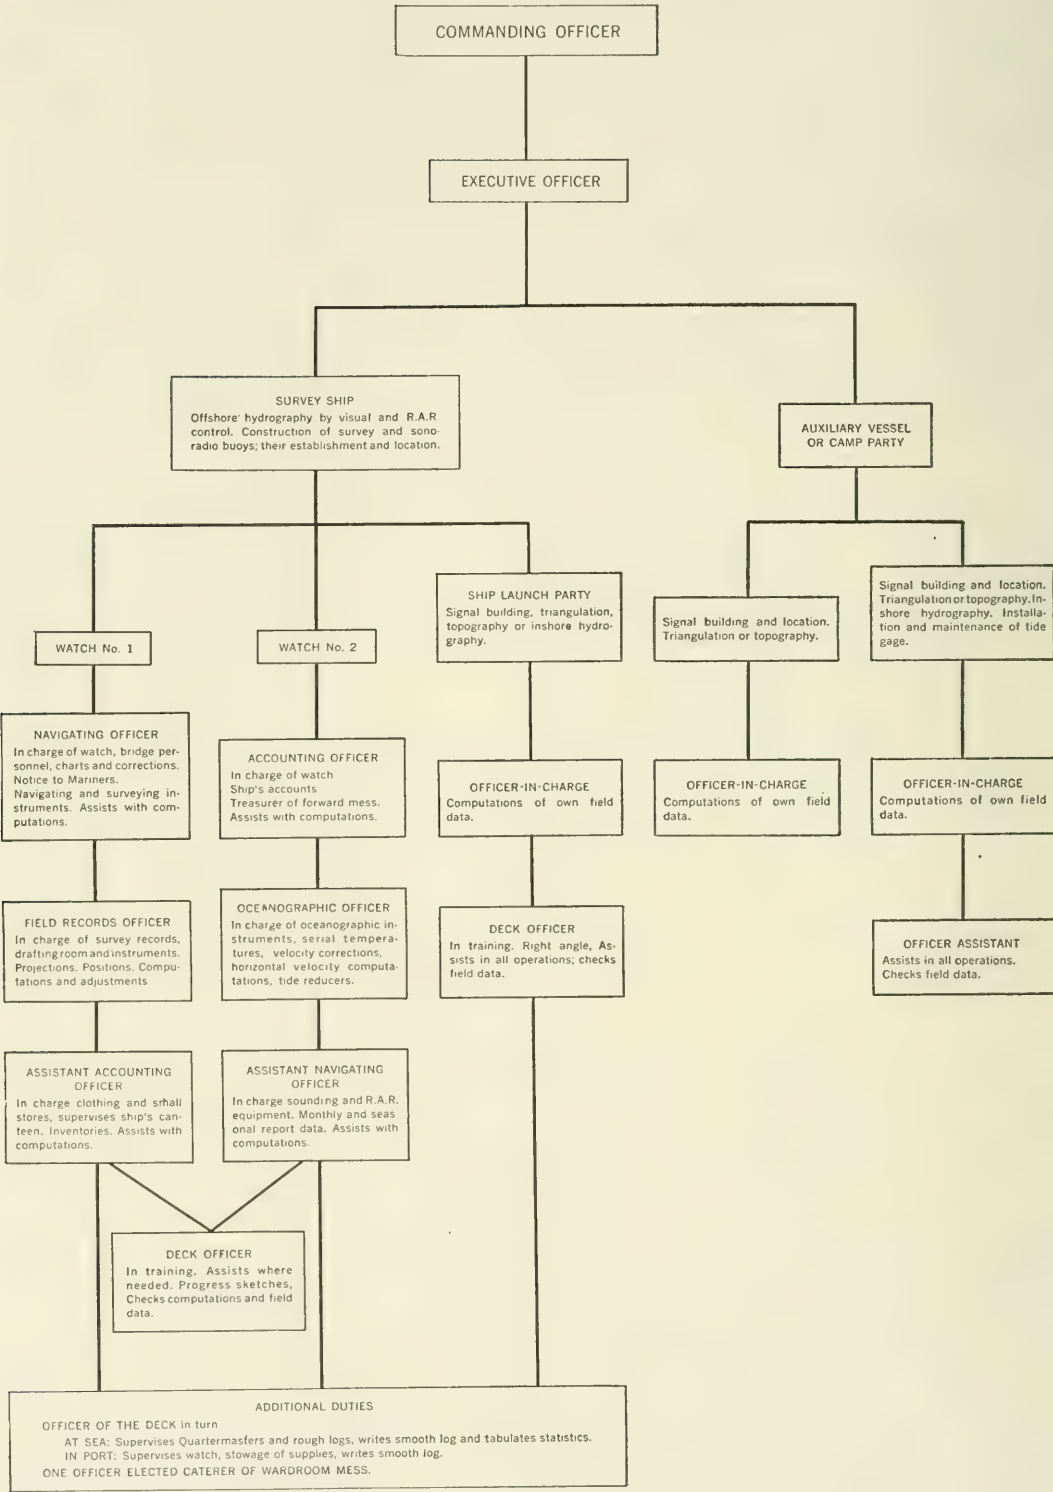 COMMANDING OFFICER
EXECUTIVE OFFICER
SURVEY SHIP
Offshore hydrography by visual and R.A.R
control. Construction of survey and sono-
radio buoys; their establishment and location.
AUXILIARY VESSEL
OR CAMP PARTY
WATCH No. 1
WATCH No. 2
SHIP LAUNCH PARTY
Signal building, triangulation,
topography or inshore hydro-
graphy.
Signal building and location.
Triangulation or topography.
Signal building and location.
Triangulation or topography. In-
shore hydrography. Installa-
tion and maintenance of tide
gage.
NAVIGATING OFFICER
In charge of watch, bridge per-
sonnel, charts and corrections.
Notice to Mariners.
Navigating and surveying in-
struments. Assists with com-
putations.
ACCOUNTING OFFICER
In charge of watch
Ship's accounts
Treasurer of forward mess.
Assists with computations.
OFFICER-IN-CHARGE
Computations of own field
data.
OFFICER-IN-CHARGE
Computations of own field
data.
OFFICER-IN-CHARGE
Computations of own field
data.
FIELD RECORDS OFFICER
In charge of survey records,
drafting room and instruments.
Projections. Positions. Compu-
tations and adjustments
OCEANOGRAPHIC OFFICER
In charge of oceanographic in-
struments, serial tempera-
tures, velocity corrections,
horizontal velocity computa-
tations, tide reducers.
DECK OFFICER
In training. Right angle, As-
sists in all operations; checks
field data.
OFFICER ASSISTANT
Assists in all operations.
Checks field data.
ASSISTANT ACCOUNTING
OFFICER
In charge clothing and small
stores, supervises ship's can-
teen. Inventories. Assists with
computations.
ASSISTANT NAVIGATING
OFFICER
In charge sounding and R.A.R.
equipment. Monthly and seas
onal report data. Assists with
computations.
DECK OFFICER
In training. Assists where
needed. Progress sketches,
Checks computations and field
data.
ADDITIONAL DUTIES
OFFICER OF THE DECK in turn
AT SEA: Supervises Quartermasters and rough logs, writes smooth log and tabulates statistics.
IN PORT: Supervises watch, stowage of supplies, writes smooth log.
ONE OFFICER ELECTED CATERER OF WARDROOM MESS.